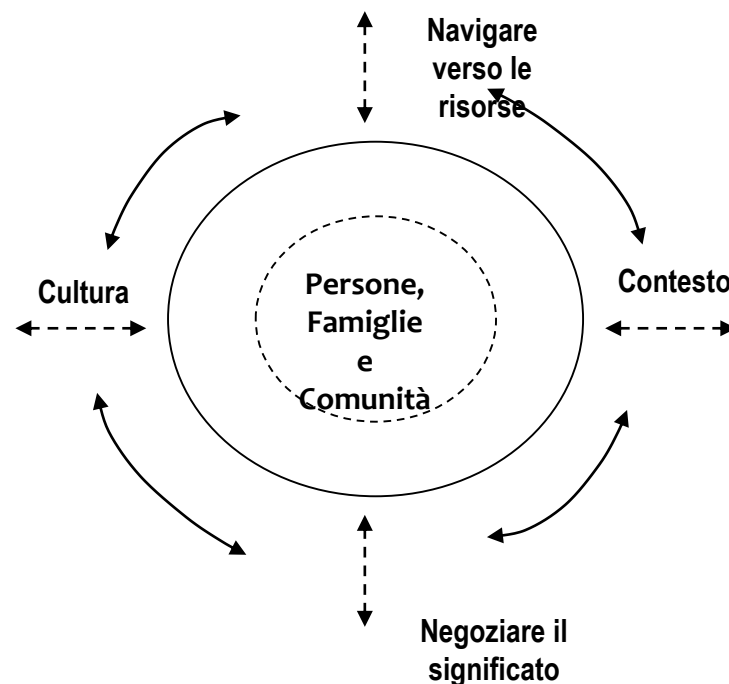 Navigare
verso le
risorse
Cultura
Persone,
Famiglie
e
Comunità
Contesto
Negoziare il
significato